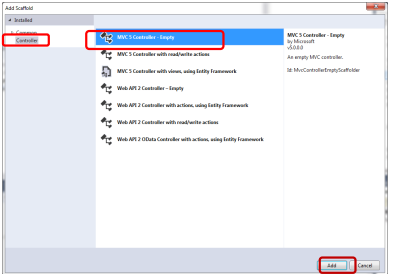 Add Scaffold
Installed
Common
Controller
MVC 5 Controller - Empty
MVC 5 Controller with read/write actions
MVC 5 Controller with views, using Entity Framework
Web API 2 Controller - Empty
Web API 2 Controller with actions, using Entity Framework
Web API 2 Controller with read/write actions
Web API 2 OData Controller with actions, using Entity Framework
MVC 5 Controller - Empty
by Microsoft
v5.0.0.0
An empty MVC controller.
Id: MvcControllerEmptyScaffolder
Add
Cancel